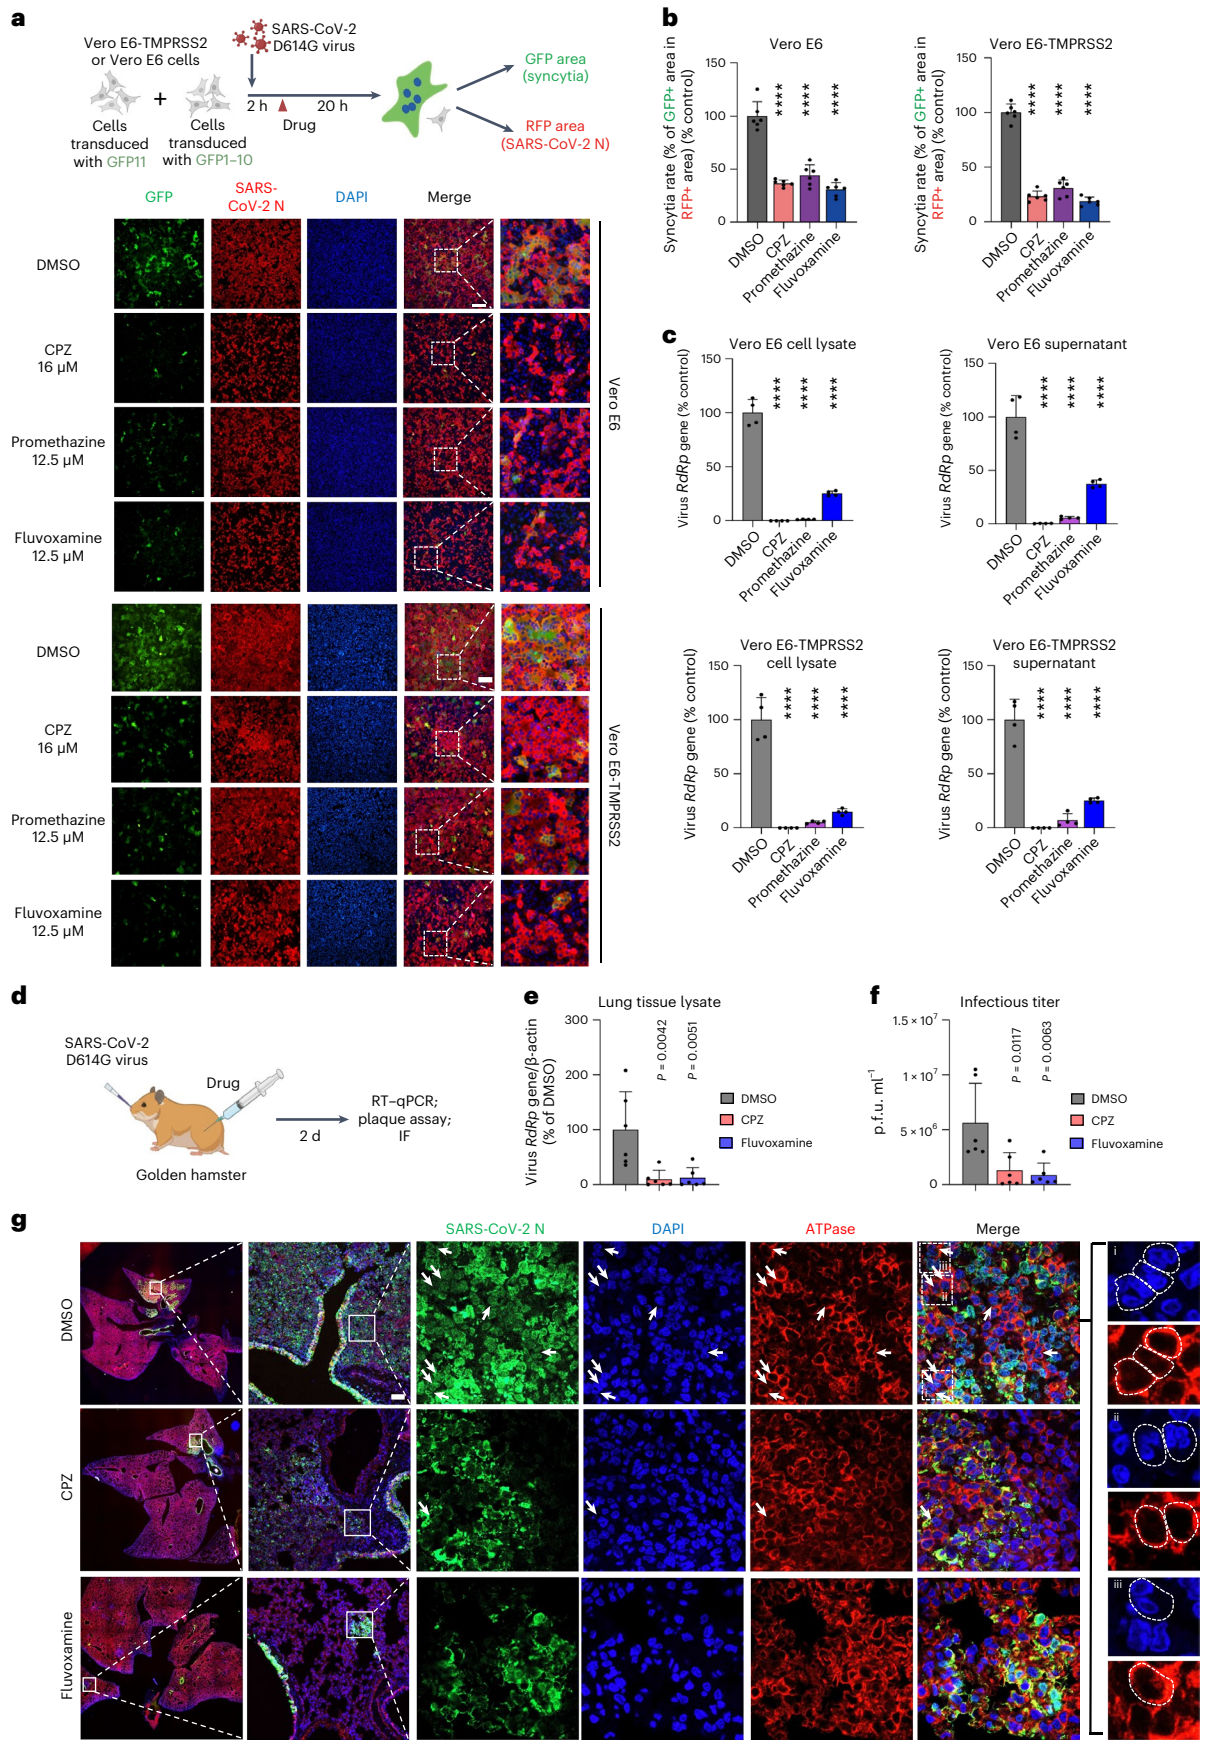 a
Vero E6-TMPRSS2
or Vero E6 cells
SARS-CoV-2
D614G virus
+
2 h
20 h
Drug
Cells
transduced
with GFP11
Cells
transduced
with GFP1–10
GFP area
(syncytia)
RFP area
(SARS-CoV-2 N)
GFP
SARS-
CoV-2 N
DAPI
Merge
DMSO
CPZ
16 µM
Promethazine
12.5 µM
Fluvoxamine
12.5 µM
Vero E6
DMSO
CPZ
16 µM
Promethazine
12.5 µM
Fluvoxamine
12.5 µM
Vero E6-TMPRSS2
b
Vero E6
Syncytia rate (% of GFP+ area in
RFP+ area) (% control)
150
100
50
0
****
****
****
DMSO
CPZ
Promethazine
Fluvoxamine
Vero E6-TMPRSS2
Syncytia rate (% of GFP+ area in
RFP+ area) (% control)
150
100
50
0
****
****
****
DMSO
CPZ
Promethazine
Fluvoxamine
c
Vero E6 cell lysate
Virus RdRp gene (% control)
150
100
50
0
****
****
****
DMSO
CPZ
Promethazine
Fluvoxamine
Vero E6 supernatant
Virus RdRp gene (% control)
150
100
50
0
****
****
****
DMSO
CPZ
Promethazine
Fluvoxamine
Vero E6-TMPRSS2
cell lysate
Virus RdRp gene (% control)
150
100
50
0
****
****
****
DMSO
CPZ
Promethazine
Fluvoxamine
Vero E6-TMPRSS2
supernatant
Virus RdRp gene (% control)
150
100
50
0
****
****
****
DMSO
CPZ
Promethazine
Fluvoxamine
d
SARS-CoV-2
D614G virus
Drug
Golden hamster
2 d
RT–qPCR;
plaque assay;
IF
e
Lung tissue lysate
Virus RdRp gene/β-actin
(% of DMSO)
300
200
100
0
P = 0.0042
P = 0.0051
DMSO
CPZ
Fluvoxamine
f
Infectious titer
p.f.u. ml⁻¹
1.5 × 10⁷
1 × 10⁷
5 × 10⁶
0
P = 0.0117
P = 0.0063
DMSO
CPZ
Fluvoxamine
g
SARS-CoV-2 N
DAPI
ATPase
Merge
DMSO
CPZ
Fluvoxamine
ii
i
ii
iii